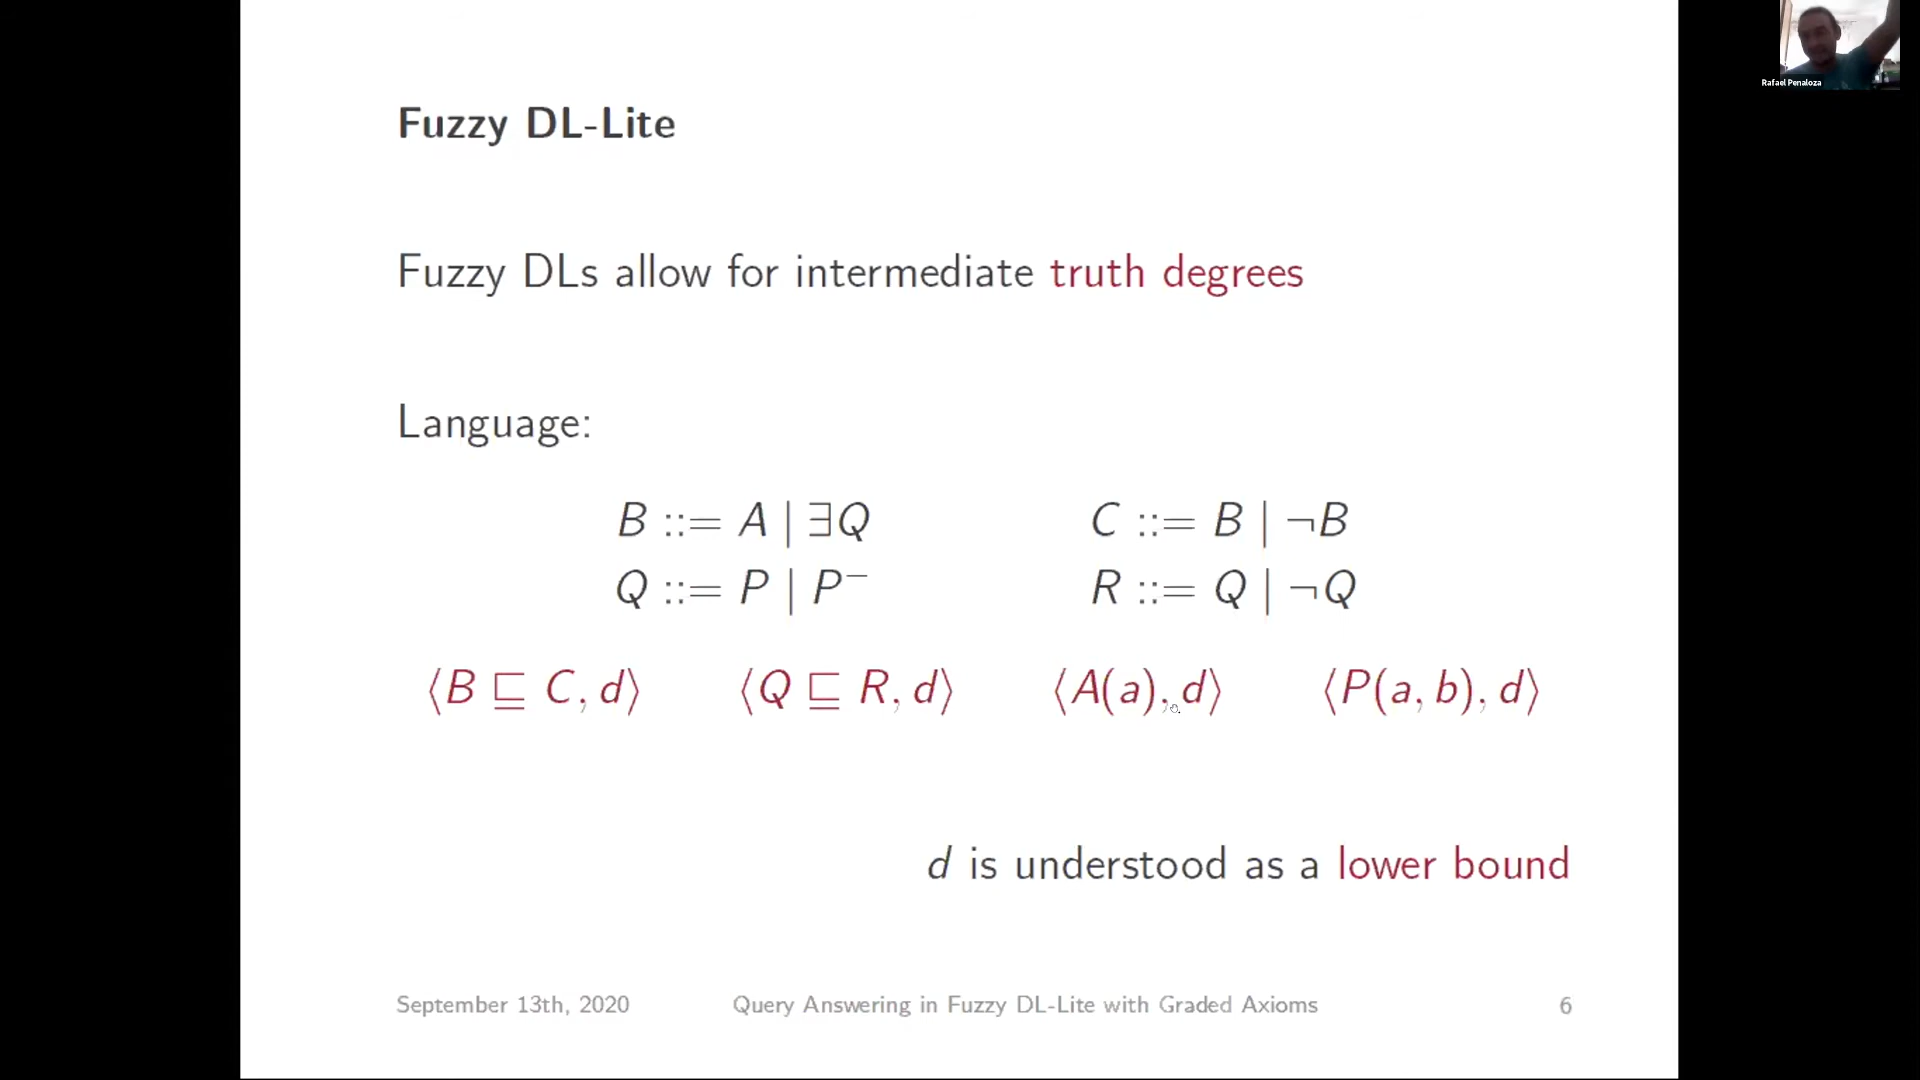 Rafael Penaloza
Fuzzy DL-Lite
Fuzzy DLs allow for intermediate truth degrees
Language:
B ::= A | ∃Q C ::= B | ¬B
Q ::= P | P⁻ R ::= Q | ¬Q
⟨B ⊑ C, d⟩ ⟨Q ⊑ R, d⟩ ⟨A(a), d⟩ ⟨P(a, b), d⟩
d is understood as a lower bound
September 13th, 2020 Query Answering in Fuzzy DL-Lite with Graded Axioms 6